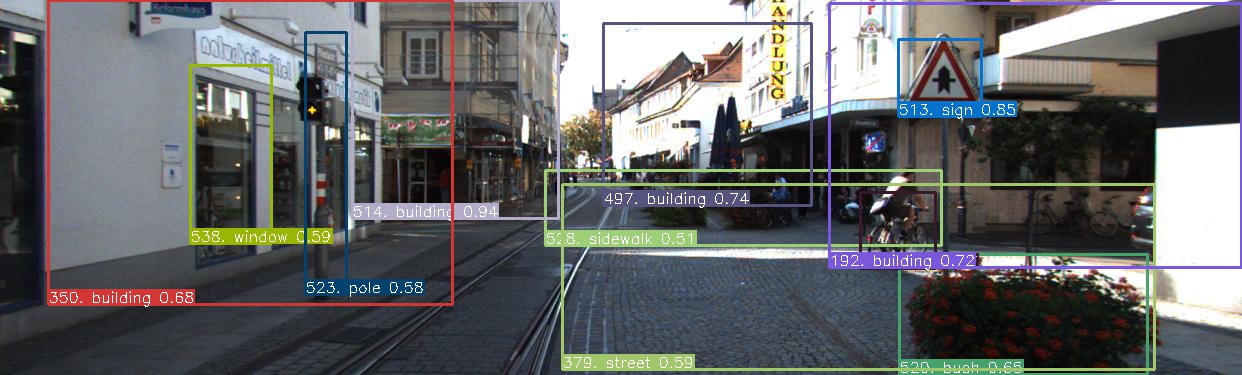 Reformhaus
naturheilmittel
HANDLUNG
513. sign 0.85
497. building 0.74
514. building 0.94
538. window 0.59
528. sidewalk 0.51
192. building 0.72
523. pole 0.58
350. building 0.68
379. street 0.59
520. bush 0.65